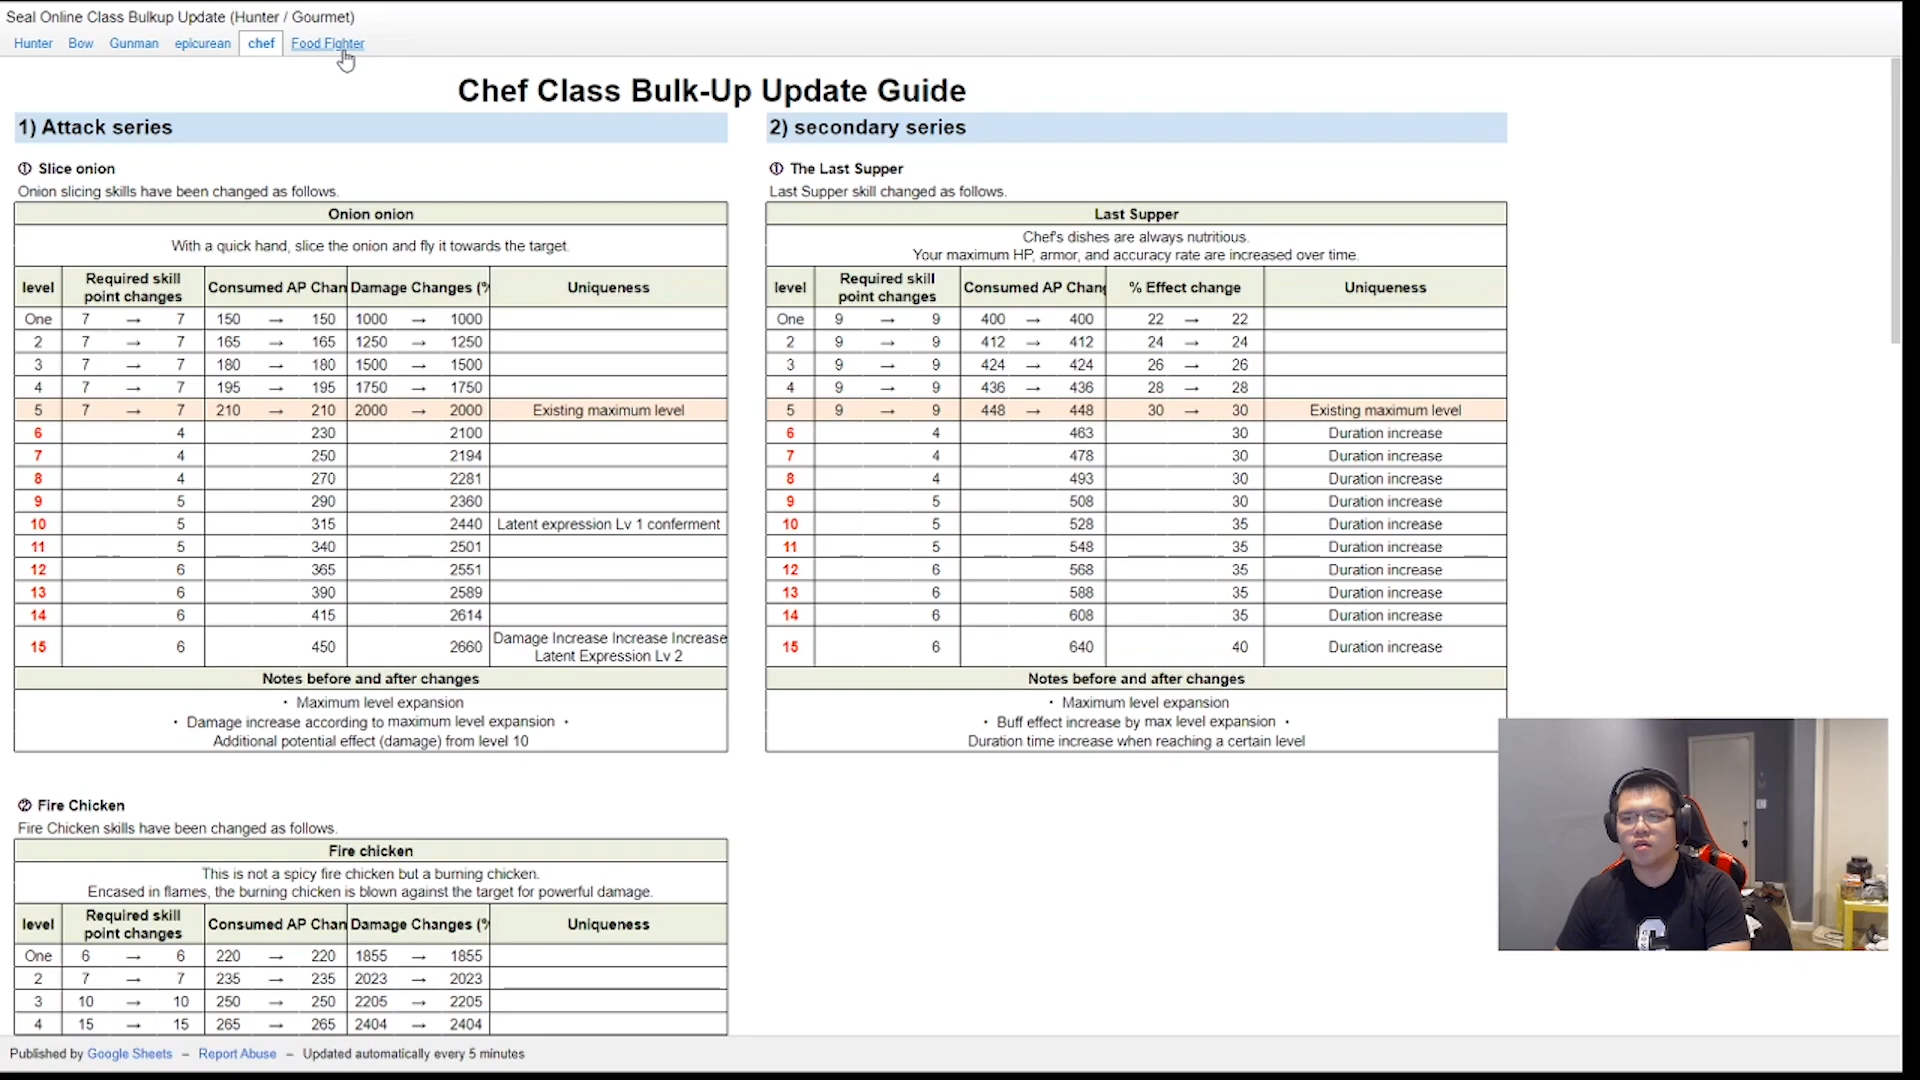 Seal Online Class Bulkup Update (Hunter / Gourmet)
Hunter Bow Gunman epicurean chef Food Fighter
Chef Class Bulk-Up Update Guide
1) Attack series
① Slice onion
Onion slicing skills have been changed as follows.
Onion onion
With a quick hand, slice the onion and fly it towards the target.
level Required skill point changes Consumed AP Chan Damage Changes (% Uniqueness
One 7 → 7 150 → 150 1000 → 1000
2 7 → 7 165 → 165 1250 → 1250
3 7 → 7 180 → 180 1500 → 1500
4 7 → 7 195 → 195 1750 → 1750
5 7 → 7 210 → 210 2000 → 2000 Existing maximum level
6 4 230 2100
7 4 250 2194
8 4 270 2281
9 5 290 2360
10 5 315 2440 Latent expression Lv 1 conferment
11 5 340 2501
12 6 365 2551
13 6 390 2589
14 6 415 2614
15 6 450 2660 Damage Increase Increase Increase Latent Expression Lv 2
Notes before and after changes
・ Maximum level expansion
・ Damage increase according to maximum level expansion ・
Additional potential effect (damage) from level 10
2) secondary series
① The Last Supper
Last Supper skill changed as follows.
Last Supper
Chef's dishes are always nutritious.
Your maximum HP, armor, and accuracy rate are increased over time.
level Required skill point changes Consumed AP Chang % Effect change Uniqueness
One 9 → 9 400 → 400 22 → 22
2 9 → 9 412 → 412 24 → 24
3 9 → 9 424 → 424 26 → 26
4 9 → 9 436 → 436 28 → 28
5 9 → 9 448 → 448 30 → 30 Existing maximum level
6 4 463 30 Duration increase
7 4 478 30 Duration increase
8 4 493 30 Duration increase
9 5 508 30 Duration increase
10 5 528 35 Duration increase
11 5 548 35 Duration increase
12 6 568 35 Duration increase
13 6 588 35 Duration increase
14 6 608 35 Duration increase
15 6 640 40 Duration increase
Notes before and after changes
・ Maximum level expansion
・ Buff effect increase by max level expansion ・
Duration time increase when reaching a certain level
② Fire Chicken
Fire Chicken skills have been changed as follows.
Fire chicken
This is not a spicy fire chicken but a burning chicken.
Encased in flames, the burning chicken is blown against the target for powerful damage.
level Required skill point changes Consumed AP Chan Damage Changes (% Uniqueness
One 6 → 6 220 → 220 1855 → 1855
2 7 → 7 235 → 235 2023 → 2023
3 10 → 10 250 → 250 2205 → 2205
4 15 → 15 265 → 265 2404 → 2404
Published by Google Sheets – Report Abuse – Updated automatically every 5 minutes